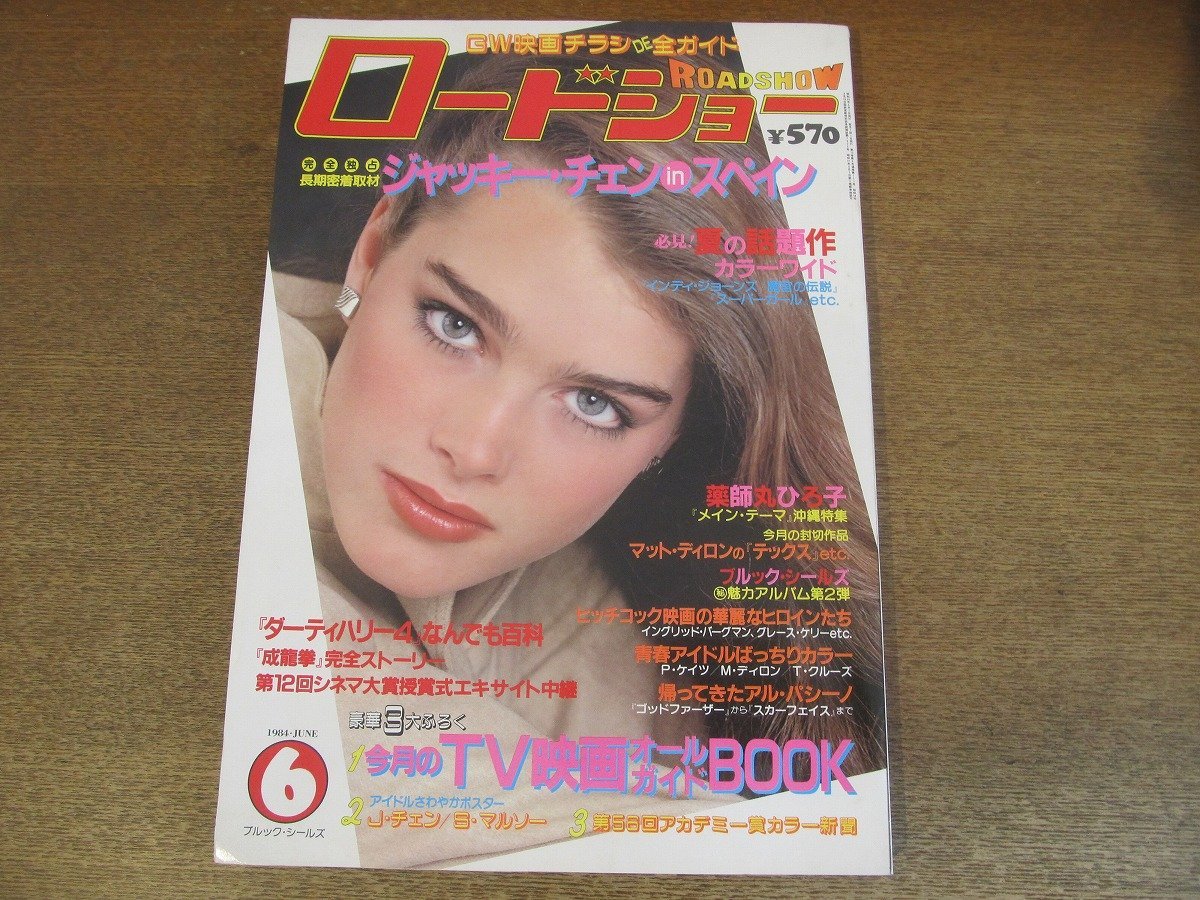 GW映画チラシDE全ガイド
ROADSHOW
ロードショー
¥570
完全独占
長期密着取材
ジャッキー・チェンinスペイン
必見!夏の話題作
カラーワイド
『インディ・ジョーンズ/魔宮の伝説』
『スーパーガール』etc.
薬師丸ひろ子
『メイン・テーマ』沖縄特集
今月の封切作品
マット・ディロンの『テックス』etc.
ブルック・シールズ
㊙魅力アルバム第2弾
ヒッチコック映画の華麗なヒロインたち
イングリッド・バーグマン、グレース・ケリーetc.
青春アイドルばっちりカラー
P・ケイツ/M・ディロン/T・クルーズ
帰ってきたアル・パシーノ
『ゴッドファーザー』から『スカーフェイス』まで
『ダーティハリー4』なんでも百科
『成龍拳』完全ストーリー
第12回シネマ大賞授賞式エキサイト中継
豪華3大ふろく
1今月のTV映画オールガイドBOOK
2アイドルさわやかポスター
J・チェン/S・マルソー
3第56回アカデミー賞カラー新聞
1984・JUNE
6
ブルック・シールズ